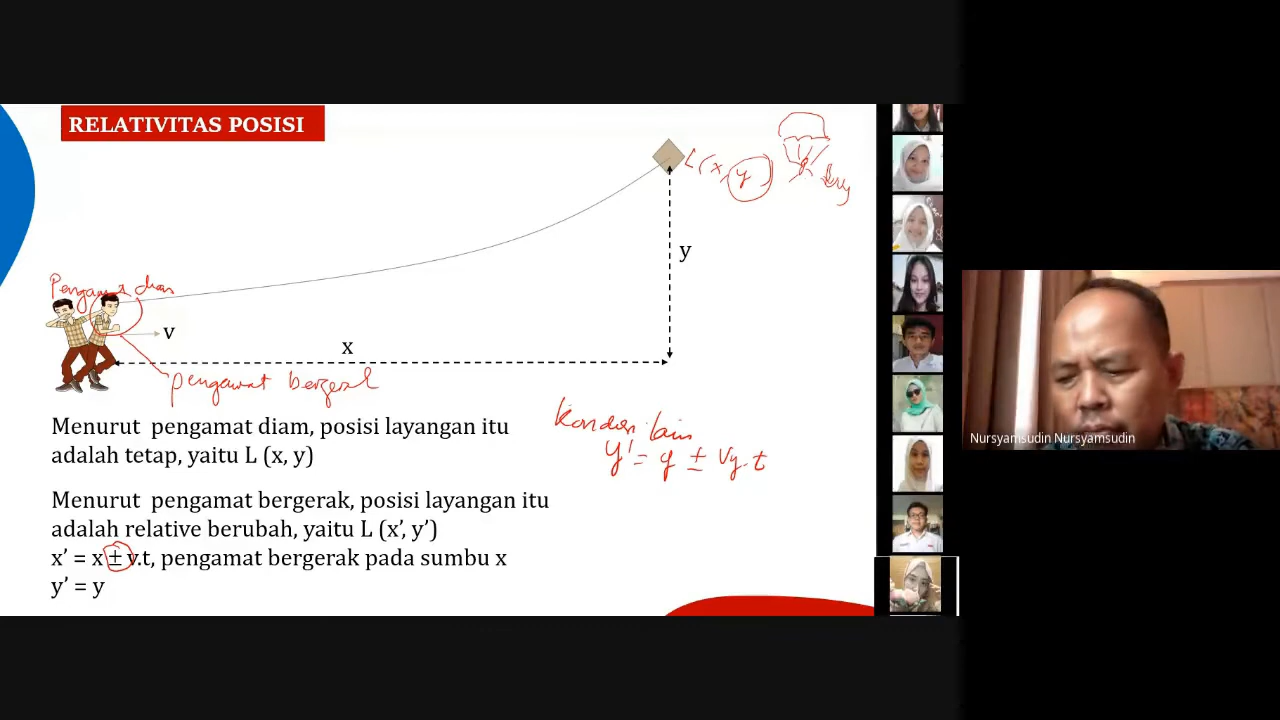 RELATIVITAS POSISI
L(x, y)
y
Pengamat diam
v
x
pengamat bergerak
Menurut pengamat diam, posisi layangan itu
adalah tetap, yaitu L (x, y)
Menurut pengamat bergerak, posisi layangan itu
adalah relative berubah, yaitu L (x’, y’)
x’ = x ± v.t, pengamat bergerak pada sumbu x
y’ = y
lain
y' = y ± vy.t
Nursyamsudin Nursyamsudin